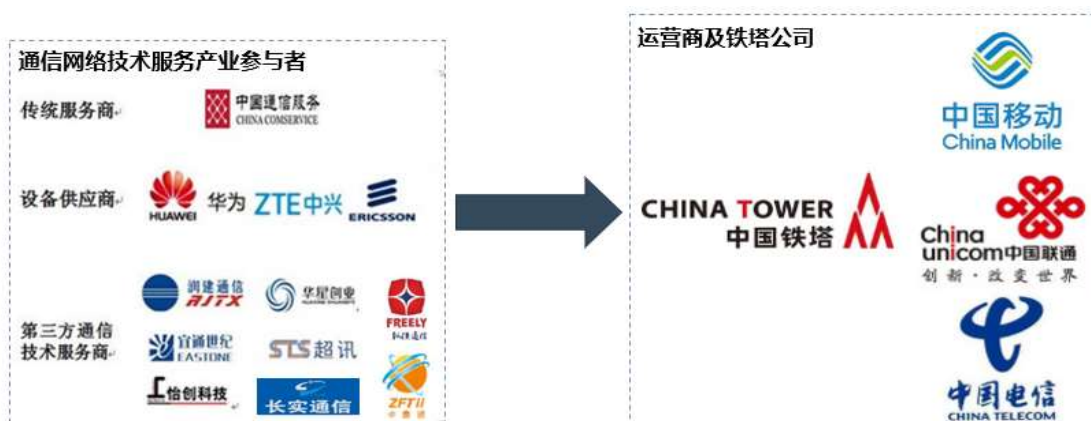 通信网络技术服务产业参与者
传统服务商
中国通信服务
CHINA COMSERVICE
设备供应商
HUAWEI
华为
ZTE中兴
ERICSSON
第三方通信
技术服务商
润建通信
RJTX
华星创业
FREELY
宜通世纪
EASTONE
STS超讯
怡创科技
长实通信
ZFTII
运营商及铁塔公司
中国移动
China Mobile
CHINA TOWER
中国铁塔
China
unicom中国联通
创新·改变世界
中国电信
CHINA TELECOM